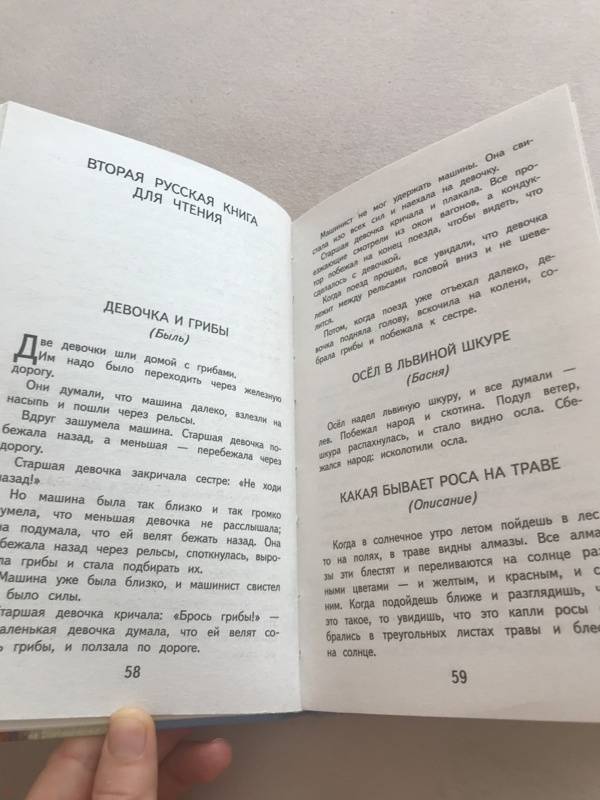 ВТОРАЯ РУССКАЯ КНИГА
ДЛЯ ЧТЕНИЯ
ДЕВОЧКА И ГРИБЫ
(Быль)
Две девочки шли домой с грибами.
Им надо было переходить через железную
дорогу.
Они думали, что машина далеко, взлезли на
насыпь и пошли через рельсы.
Вдруг зашумела машина. Старшая девочка по-
бежала назад, а меньшая — перебежала через
дорогу.
Старшая девочка закричала сестре: «Не ходи
назад!»
Но машина была так близко и так громко
умела, что меньшая девочка не расслышала;
на подумала, что ей велят бежать назад. Она
бежала назад через рельсы, споткнулась, выро-
ла грибы и стала подбирать их.
Машина уже была близко, и машинист свистел
было силы.
Старшая девочка кричала: «Брось грибы!» —
аленькая девочка думала, что ей велят со-
ь грибы, и ползала по дороге.
58
Машинист не мог удержать машины. Она сви-
стала изо всех сил и наехала на девочку.
Старшая девочка кричала и плакала. Все про-
езжающие смотрели из окон вагонов, а кондук-
тор побежал на конец поезда, чтобы видеть, что
сделалось с девочкой.
Когда поезд прошел, все увидали, что девочка
лежит между рельсами головой вниз и не шеве-
лится.
Потом, когда поезд уже отъехал далеко, де-
вочка подняла голову, вскочила на колени, со-
брала грибы и побежала к сестре.
ОСЁЛ В ЛЬВИНОЙ ШКУРЕ
(Басня)
Осёл надел львиную шкуру, и все думали —
лев. Побежал народ и скотина. Подул ветер,
шкура распахнулась, и стало видно осла. Сбе-
жался народ: исколотили осла.
КАКАЯ БЫВАЕТ РОСА НА ТРАВЕ
(Описание)
Когда в солнечное утро летом пойдешь в лес
то на полях, в траве видны алмазы. Все алма
зы эти блестят и переливаются на солнце раз
ными цветами — и желтым, и красным, и с
ним. Когда подойдешь ближе и разглядишь, ч
это такое, то увидишь, что это капли росы
брались в треугольных листах травы и блес
на солнце.
59